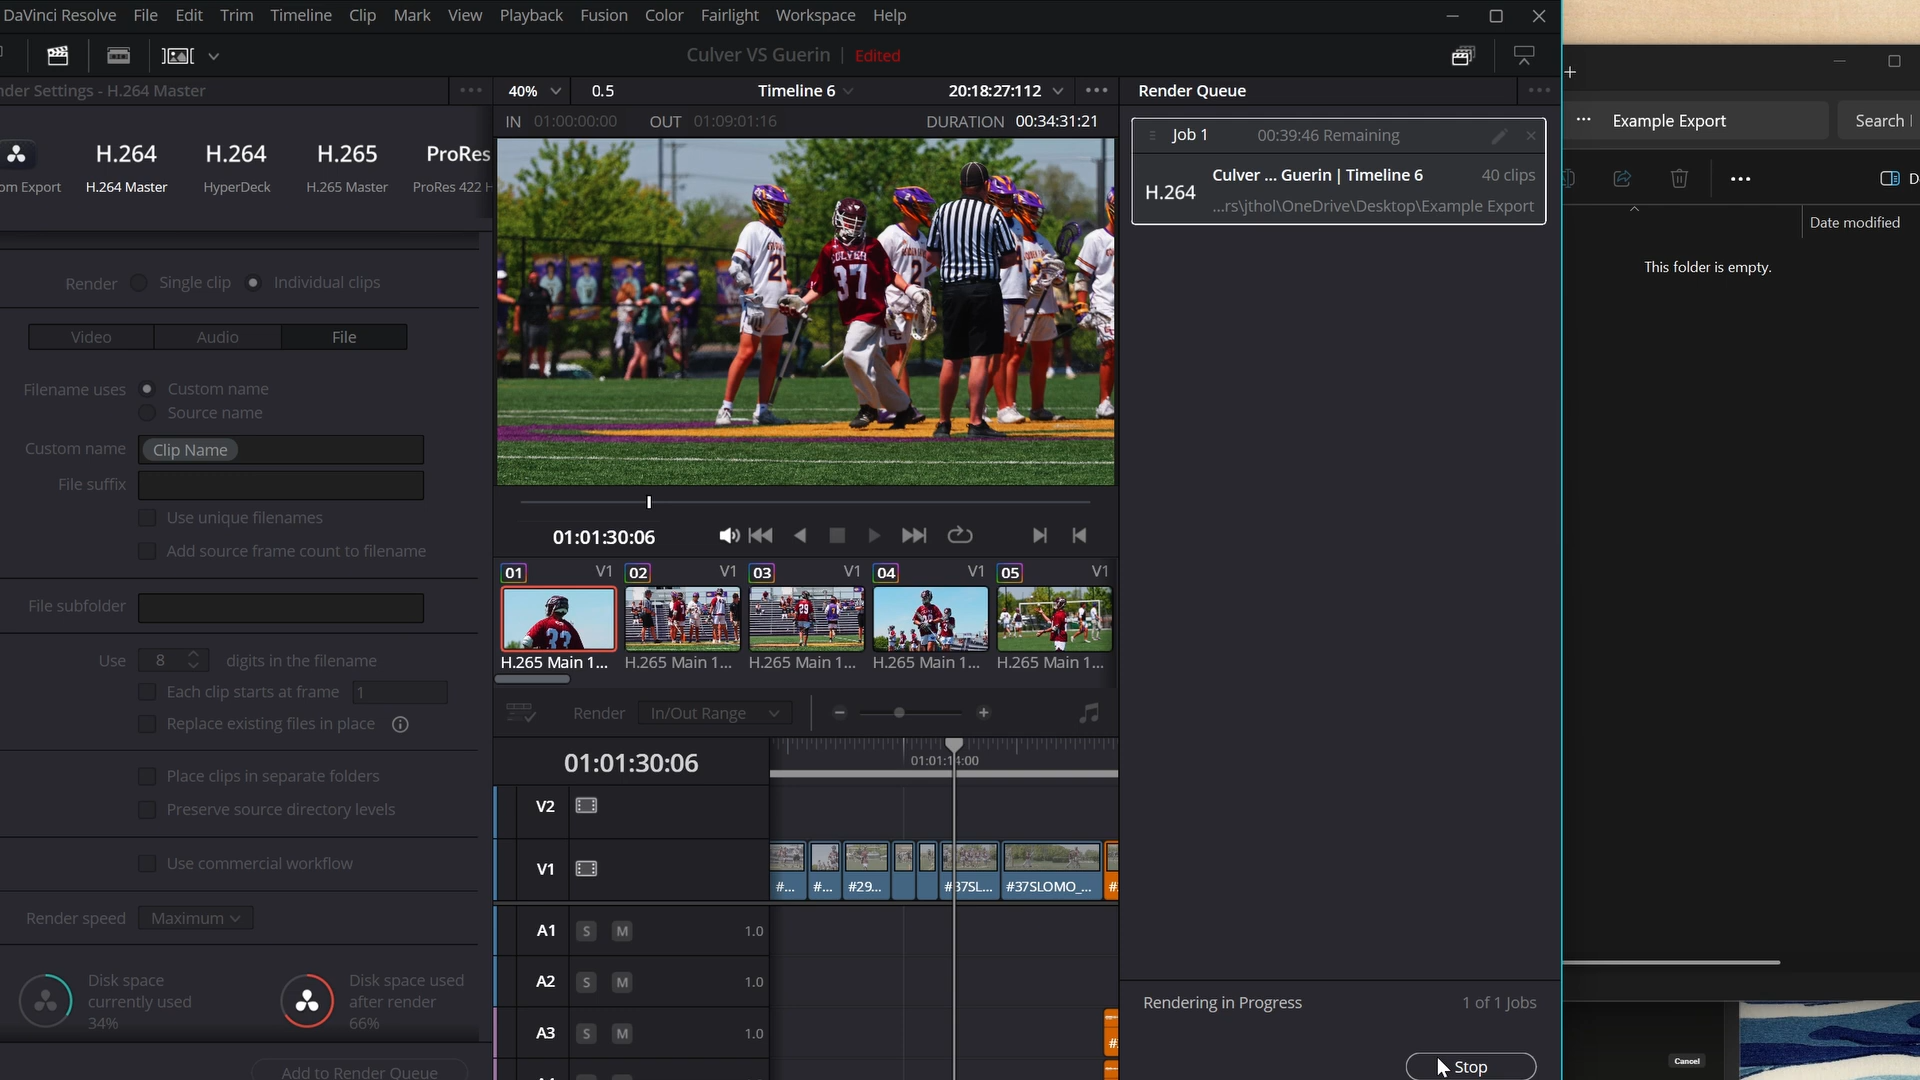 DaVinci Resolve File Edit Trim Timeline Clip Mark View Playback Fusion Color Fairlight Workspace Help
Culver VS Guerin | Edited
der Settings - H.264 Master
40% 0.5 Timeline 6 20:18:27:112
Render Queue
IN 01:00:00:00 OUT 01:09:01:16 DURATION 00:34:31:21
H.264 H.264 H.265 ProRes
om Export H.264 Master HyperDeck H.265 Master ProRes 422 H
Render Single clip Individual clips
Video Audio File
Filename uses Custom name
Source name
Custom name Clip Name
File suffix
Use unique filenames
Add source frame count to filename
File subfolder
Use 8 digits in the filename
Each clip starts at frame 1
Replace existing files in place
Place clips in separate folders
Preserve source directory levels
Use commercial workflow
Render speed Maximum
Disk space
currently used
34%
Disk space used
after render
66%
Add to Render Queue
CULVER
37
01:01:30:06
01 V1 02 V1 03 V1 04 V1 05 V1
33
29
H.265 Main 1... H.265 Main 1... H.265 Main 1... H.265 Main 1... H.265 Main 1...
Render In/Out Range
01:01:30:06
01:01:14:00
V2
V1
#... #... #29... #37SL... #37SLOMO_... #
A1 S M 1.0
A2 S M 1.0
A3 S M 1.0
#
Job 1 00:39:46 Remaining
Culver ... Guerin | Timeline 6 40 clips
H.264
...rs\jthol\OneDrive\Desktop\Example Export
Rendering in Progress 1 of 1 Jobs
Stop
Example Export
Search
D
Date modified
This folder is empty.
Cancel